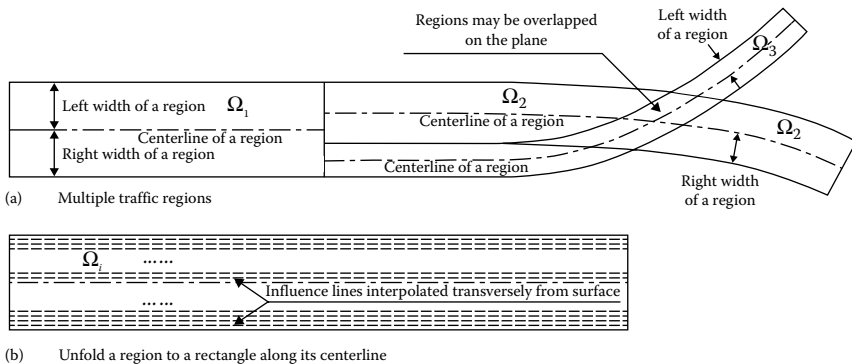 Regions may be overlapped
on the plane
Left width
of a region
Ω3
Left width of a region
Ω1
Ω2
Centerline of a region
Centerline of a region
Ω2
Right width of a region
Centerline of a region
Right width
of a region
(a) Multiple traffic regions
Ωi
......
......
Influence lines interpolated transversely from surface
(b) Unfold a region to a rectangle along its centerline